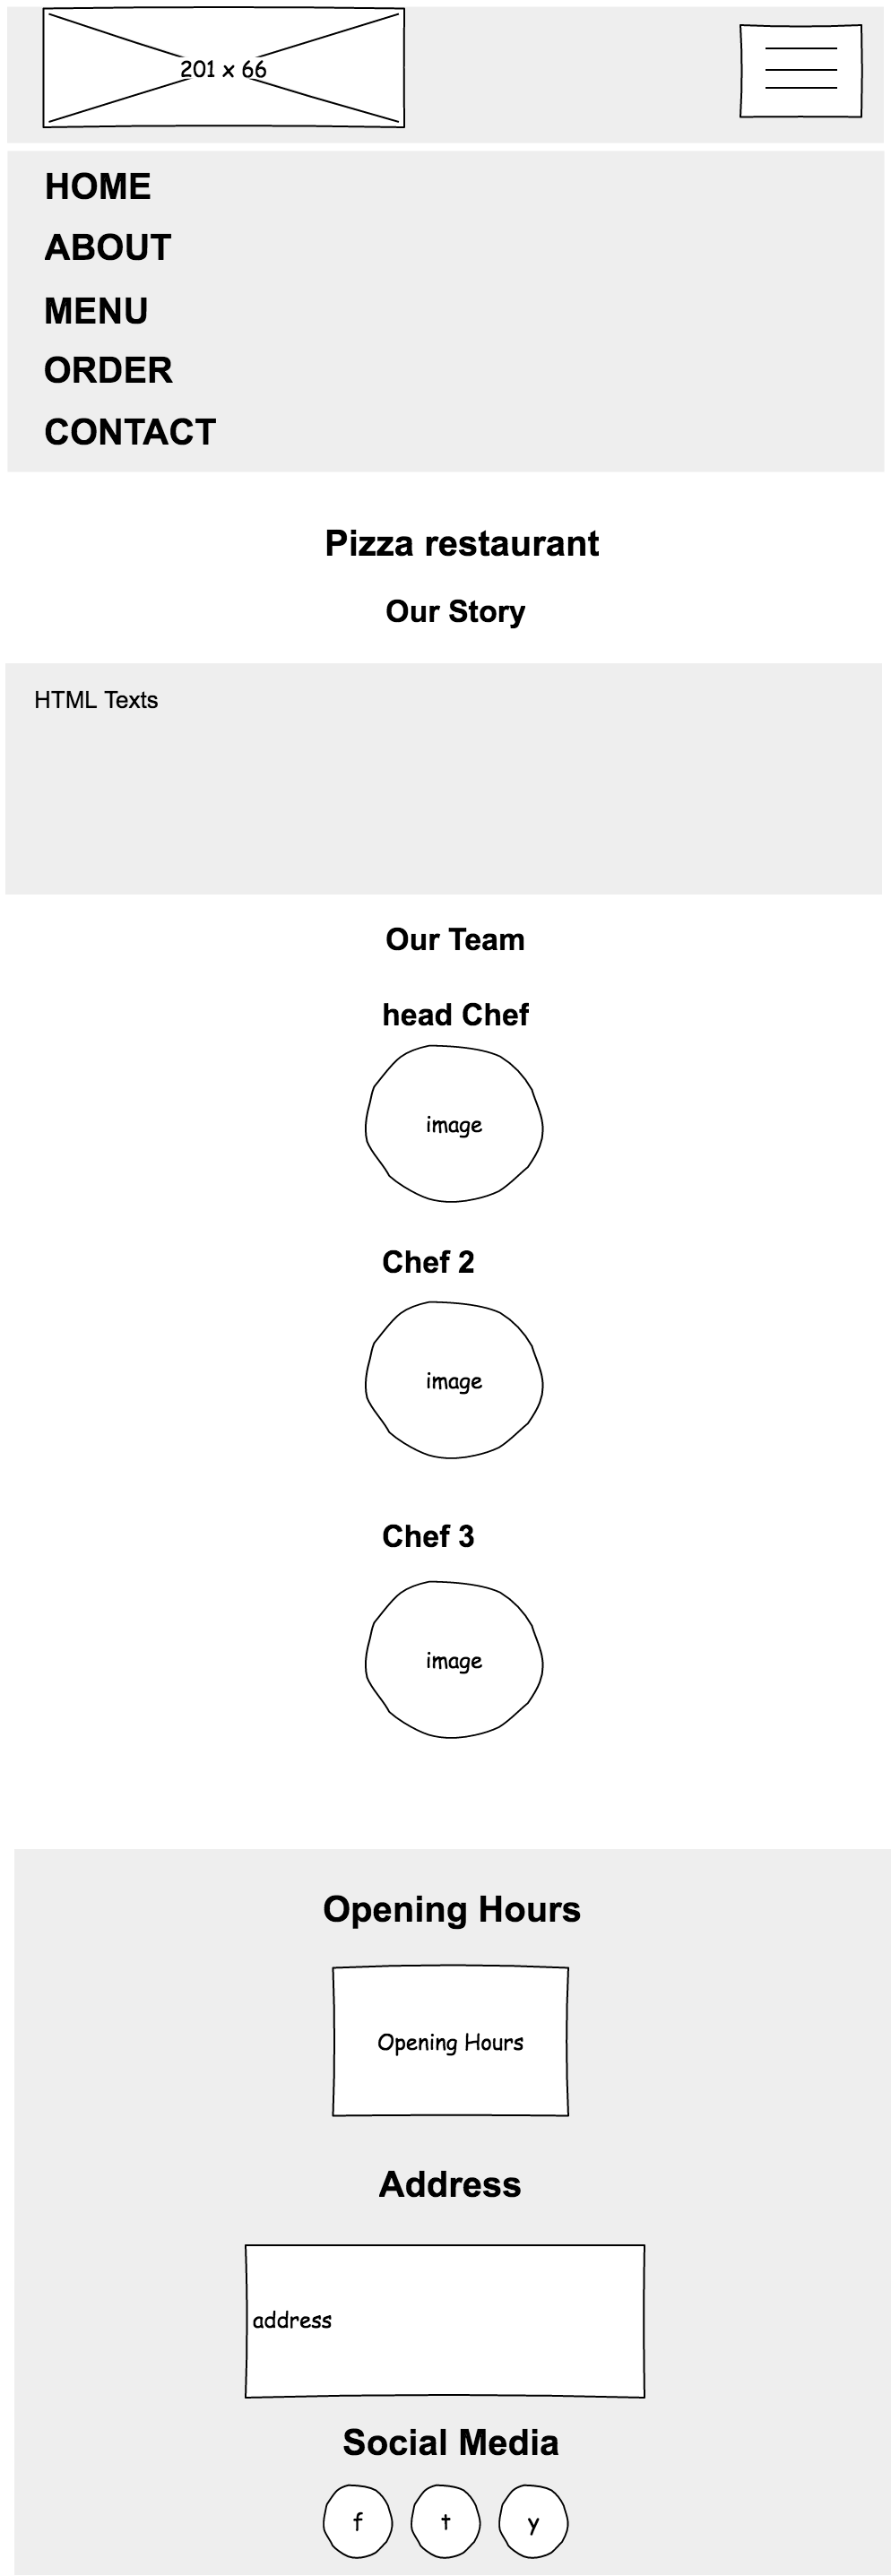 201 x 66
HOME
ABOUT
MENU
ORDER
CONTACT
Pizza restaurant
Our Story
HTML Texts
Our Team
head Chef
image
Chef 2
image
Chef 3
image
Opening Hours
Opening Hours
Address
address
Social Media
f t y